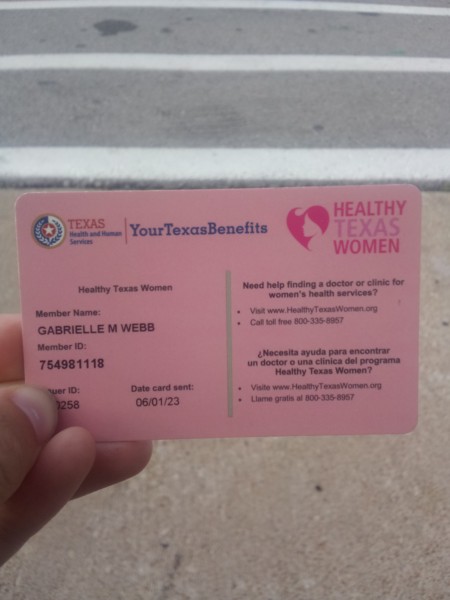 TEXAS
Health and Human
Services
YourTexasBenefits
HEALTHY
TEXAS
WOMEN
Healthy Texas Women
Member Name:
GABRIELLE M WEBB
Member ID:
754981118
ID:
0258
Date card sent:
06/01/23
Need help finding a doctor or clinic for
women's health services?
• Visit www.HealthyTexasWomen.org
• Call toll free 800-335-8957
¿Necesita ayuda para encontrar
un doctor o una clínica del programa
Healthy Texas Women?
• Visite www.HealthyTexasWomen.org
• Llame gratis al 800-335-8957